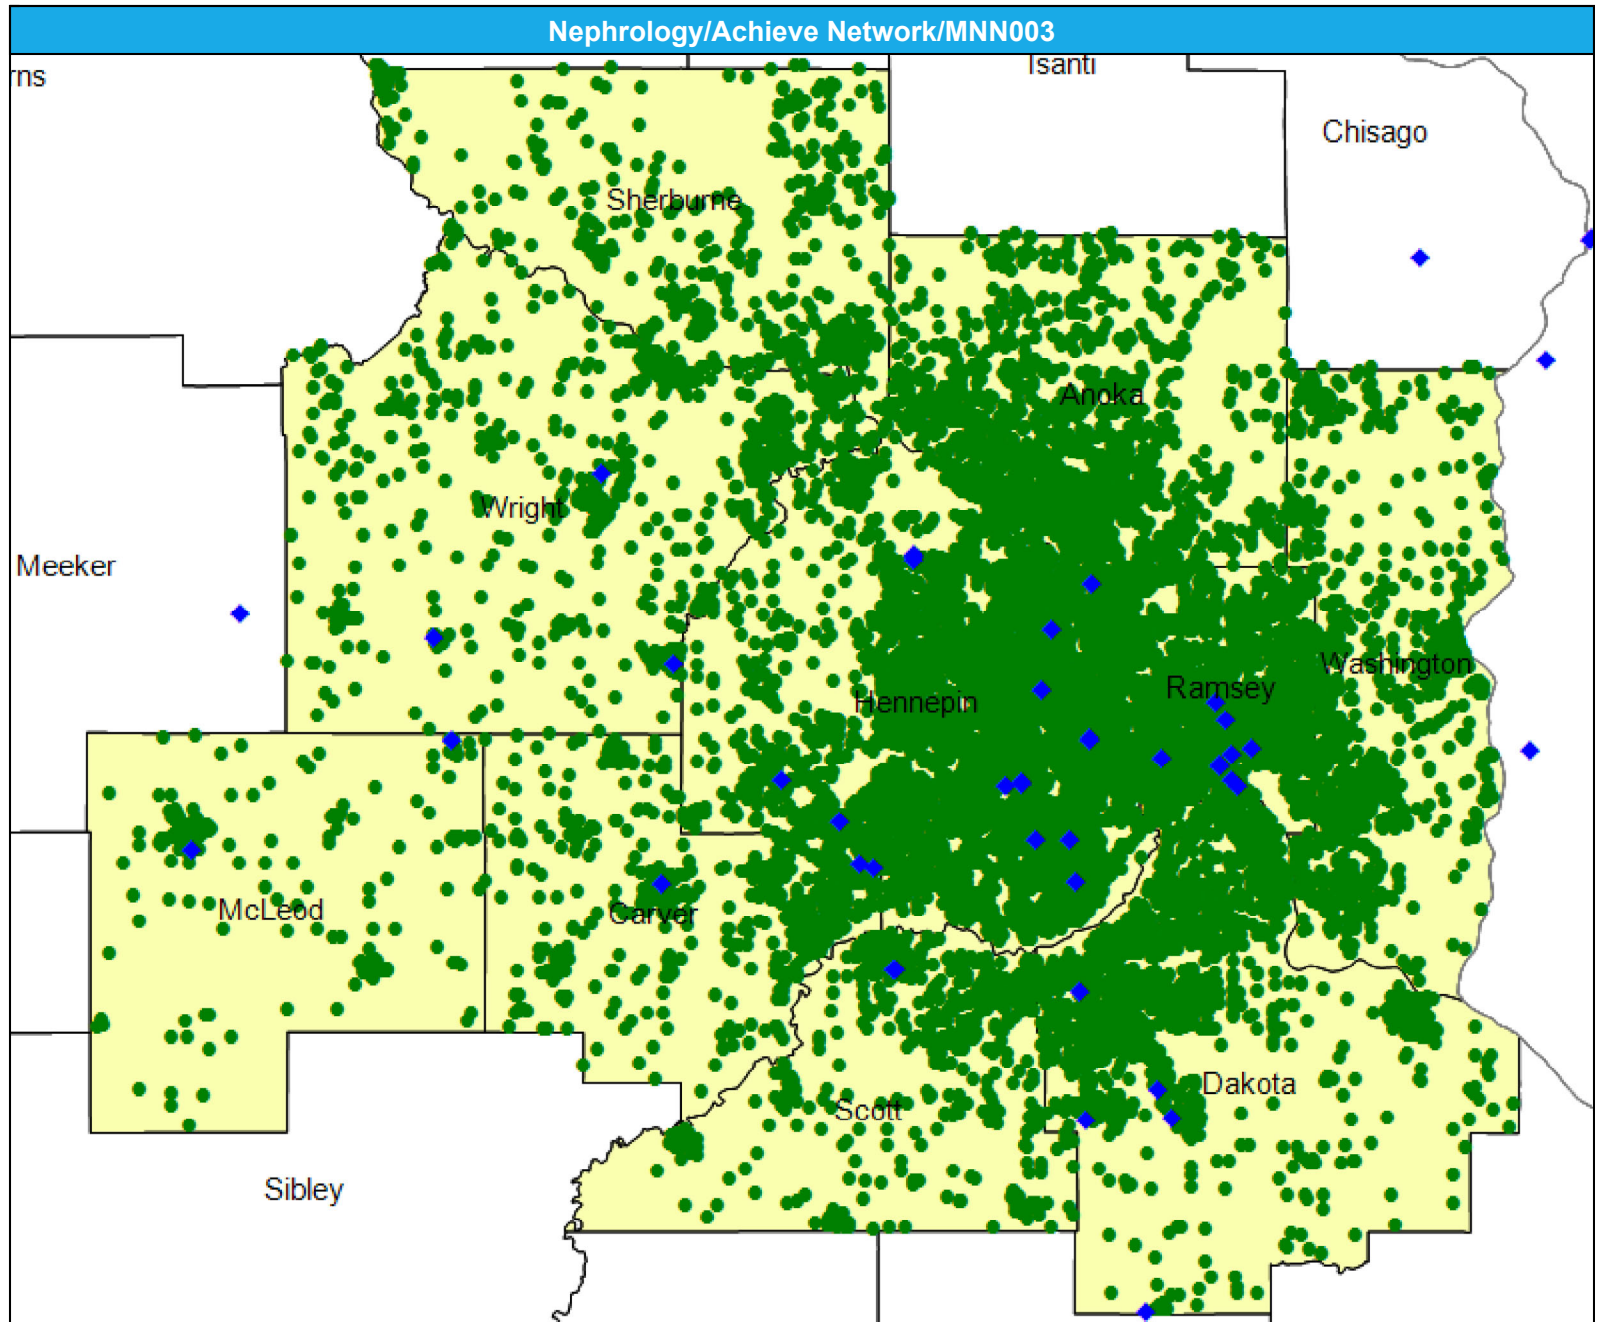 Nephrology/Achieve Network/MNN003
Isanti
rns
Chisago
Sherburne
Anoka
Wright
Meeker
Washington
Ramsey
Hennepin
McLeod
Carver
Dakota
Scott
Sibley